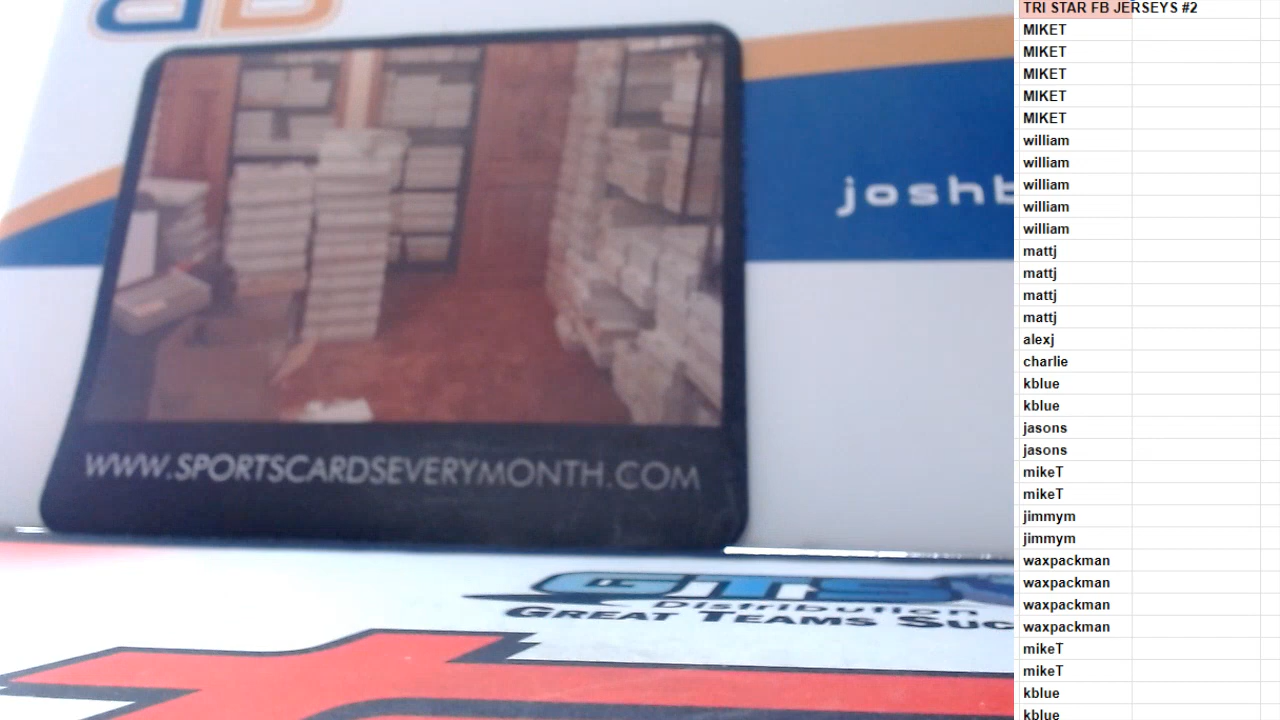 joshb
WWW.SPORTSCARDSEVERYMONTH.COM
GTS
Distribution
GREAT TEAMS SUC
TRI STAR FB JERSEYS #2
MIKET
MIKET
MIKET
MIKET
MIKET
william
william
william
william
william
mattj
mattj
mattj
mattj
alexj
charlie
kblue
kblue
jasons
jasons
mikeT
mikeT
jimmym
jimmym
waxpackman
waxpackman
waxpackman
waxpackman
mikeT
mikeT
kblue
kblue